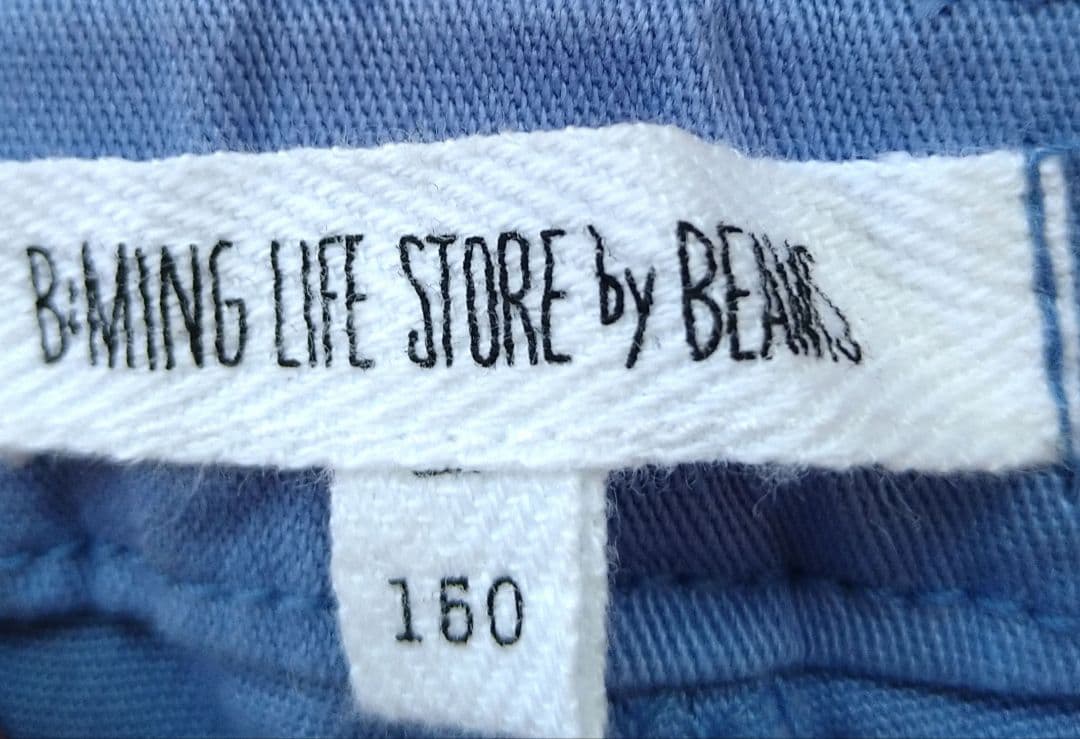 B:MING LIFE STORE by BEAMS
160